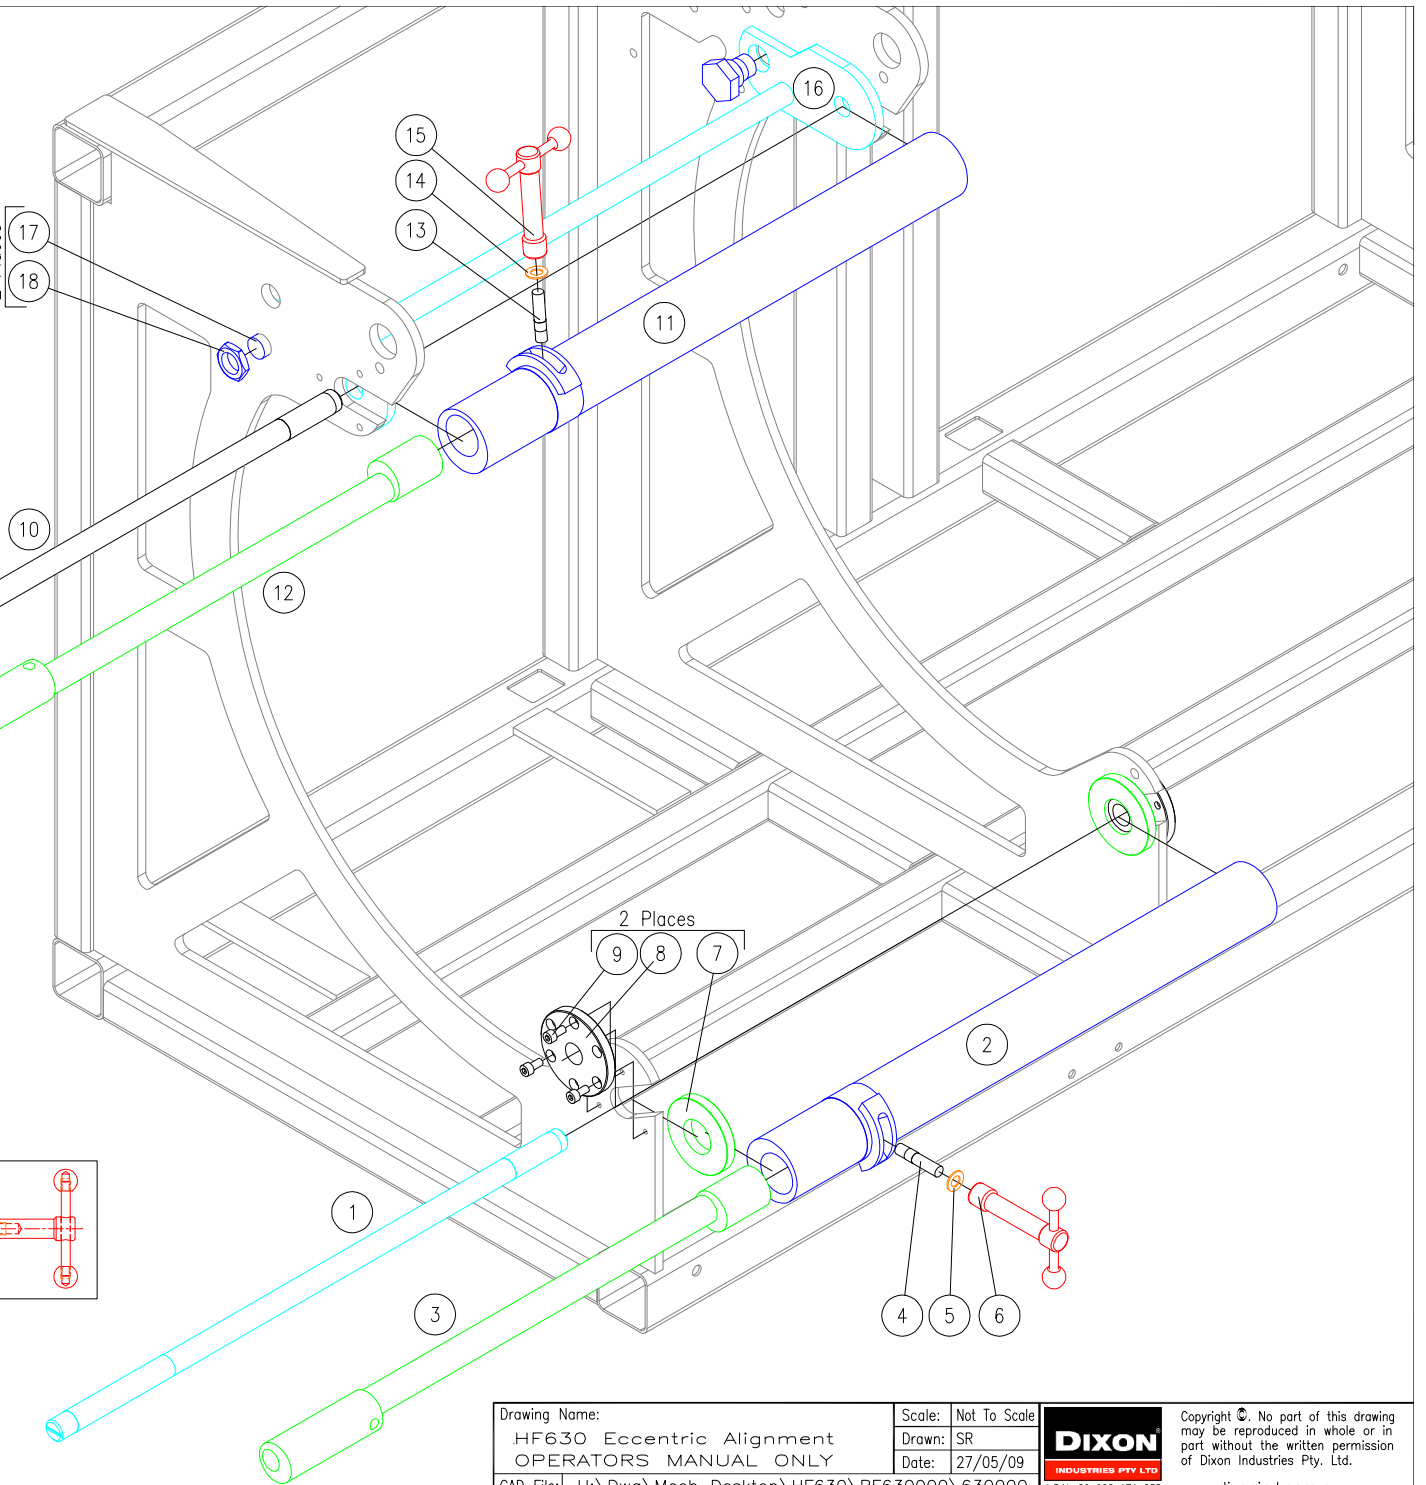 16
15
14
13
17
18
11
10
12
2 Places
9 8 7
2
1
3
4 5 6
Drawing Name:
HF630 Eccentric Alignment
OPERATORS MANUAL ONLY
Scale: Not To Scale
Drawn: SR
Date: 27/05/09
DIXON
INDUSTRIES PTY LTD
Copyright ©. No part of this drawing
may be reproduced in whole or in
part without the written permission
of Dixon Industries Pty. Ltd.